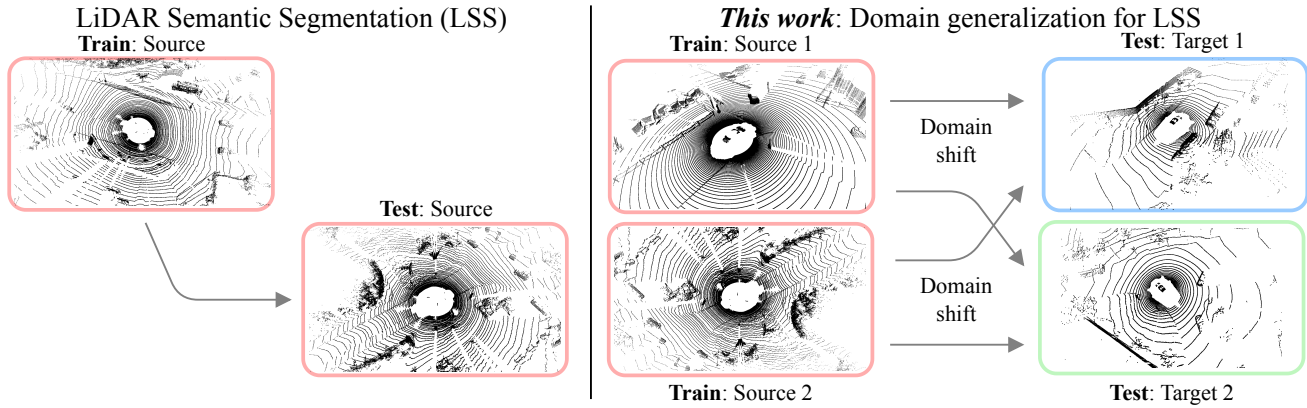 LiDAR Semantic Segmentation (LSS)
Train: Source
Test: Source
This work: Domain generalization for LSS
Train: Source 1
Test: Target 1
Domain
shift
Domain
shift
Train: Source 2
Test: Target 2